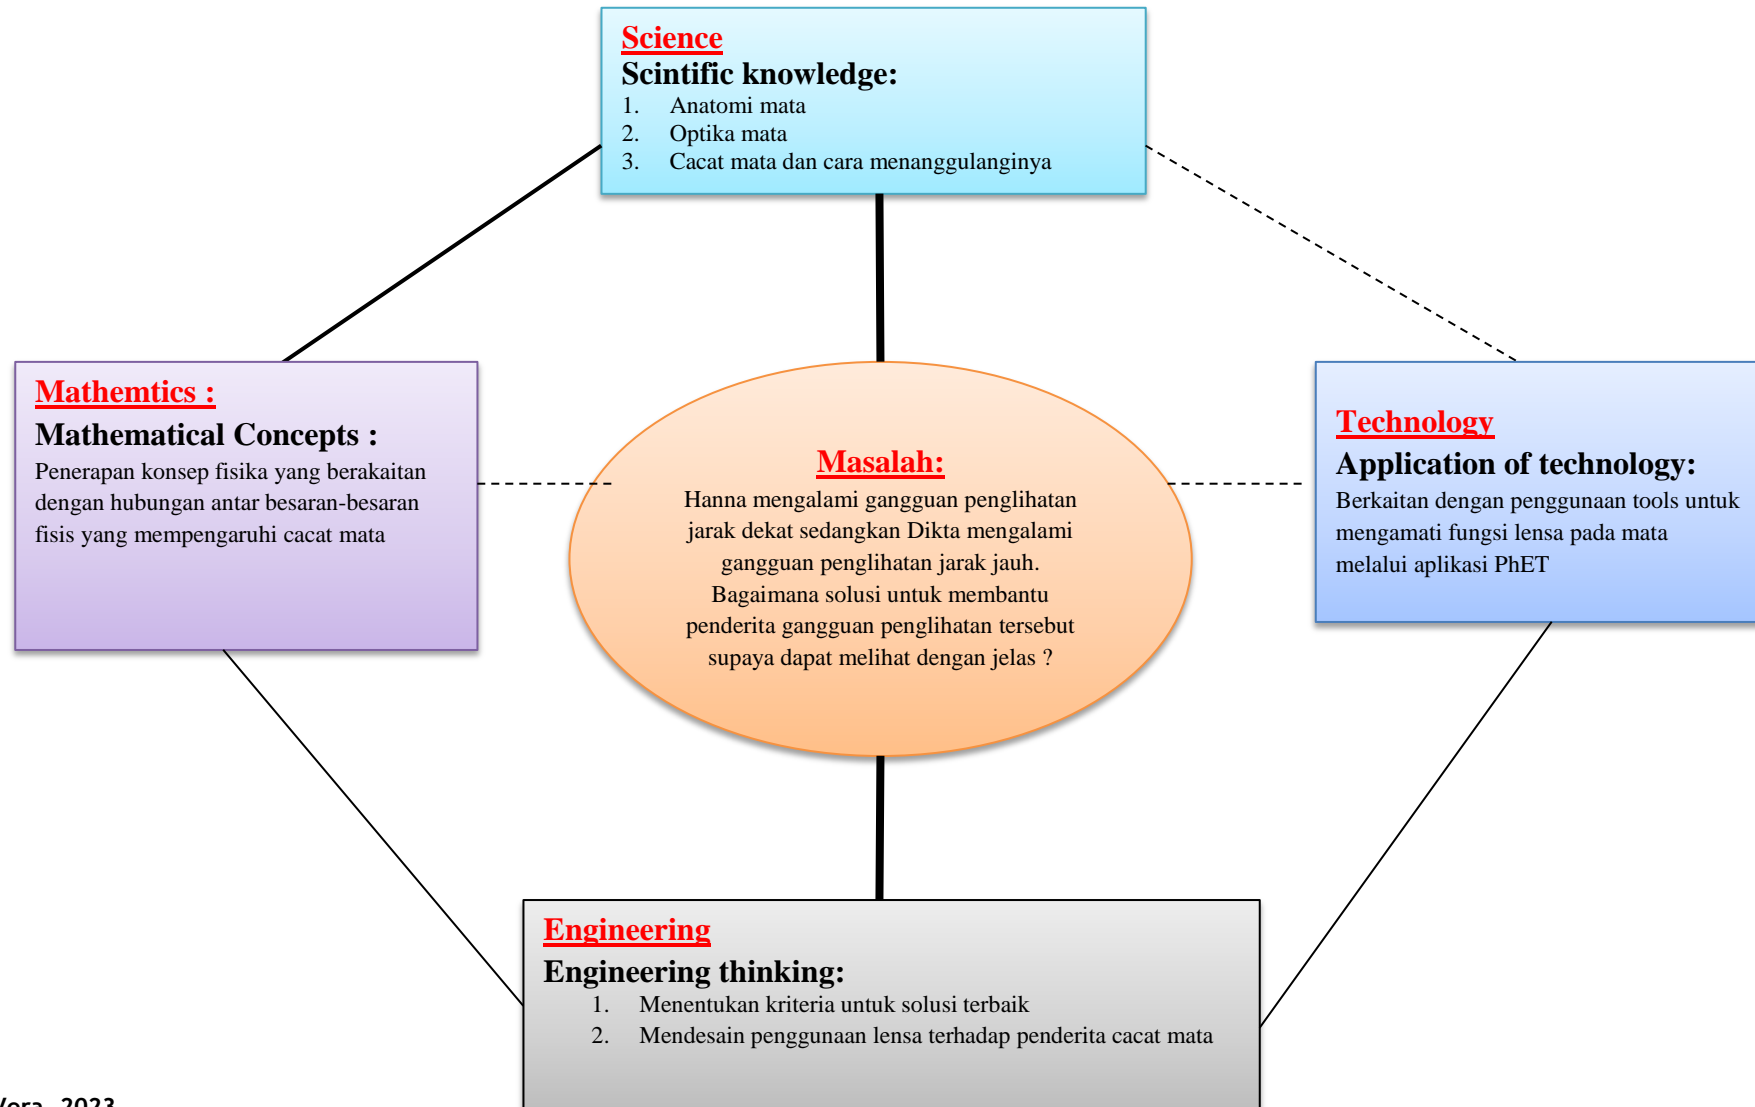 Science
Scintific knowledge:
1. Anatomi mata
2. Optika mata
3. Cacat mata dan cara menanggulanginya
Mathemtics :
Mathematical Concepts :
Penerapan konsep fisika yang berakaitan
dengan hubungan antar besaran-besaran
fisis yang mempengaruhi cacat mata
Masalah:
Hanna mengalami gangguan penglihatan
jarak dekat sedangkan Dikta mengalami
gangguan penglihatan jarak jauh.
Bagaimana solusi untuk membantu
penderita gangguan penglihatan tersebut
supaya dapat melihat dengan jelas ?
Technology
Application of technology:
Berkaitan dengan penggunaan tools untuk
mengamati fungsi lensa pada mata
melalui aplikasi PhET
Engineering
Engineering thinking:
1. Menentukan kriteria untuk solusi terbaik
2. Mendesain penggunaan lensa terhadap penderita cacat mata
2023